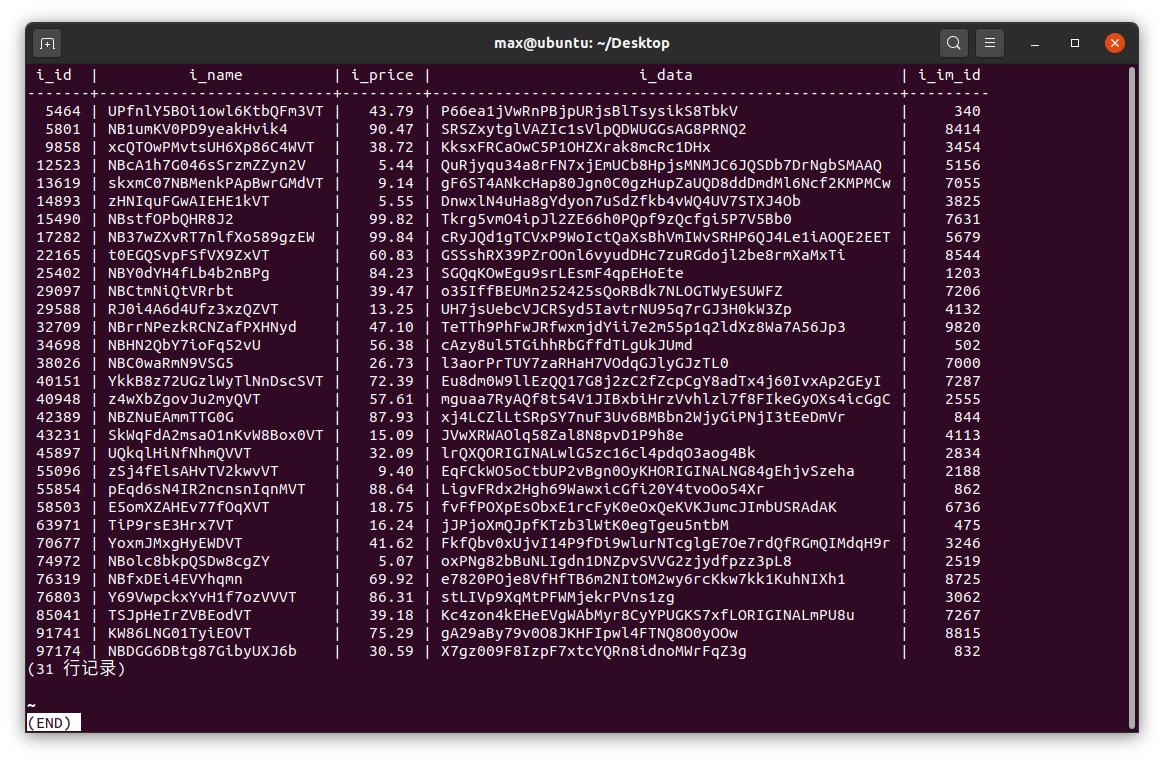 max@ubuntu: ~/Desktop
i_id | i_name | i_price | i_data | i_im_id
-------+--------------------------+---------+----------------------------------------------------+---------
5464 | UPfnlY5BOi1owl6KtbQFm3VT | 43.79 | P66ea1jVwRnPBjpURjsBlTsysikS8TbkV | 340
5801 | NB1umKV0PD9yeakHvik4 | 90.47 | SRSZxytglVAZIc1sVlpQDWUGGsAG8PRNQ2 | 8414
9858 | xcQTOwPMvtsUH6Xp86C4WVT | 38.72 | KksxFRCaOwC5P1OHZXrak8mcRc1DHx | 3454
12523 | NBcA1h7G046sSrzmZZyn2V | 5.44 | QuRjyqu34a8rFN7xjEmUCb8HpjsMNMJC6JQSDb7DrNgbSMAAQ | 5156
13619 | skxmC07NBMenkPApBwrGMdVT | 9.14 | gF6ST4ANkcHap80Jgn0C0gzHupZaUQD8ddDmdMl6Ncf2KMPMCw | 7055
14893 | zHNIquFGwAIEHE1kVT | 5.55 | DnwxlN4uHa8gYdyon7uSdZfkb4vWQ4UV7STXJ4Ob | 3825
15490 | NBstfOPbQHR8J2 | 99.82 | Tkrg5vmO4ipJl2ZE66h0PQpf9zQcfgi5P7V5Bb0 | 7631
17282 | NB37wZXvRT7nlfXo589gzEW | 99.84 | cRyJQd1gTCVxP9WoIctQaXsBhVmIWvSRHP6QJ4Le1iAOQE2EET | 5679
22165 | t0EGQSvpFSfVX9ZxVT | 60.83 | GSSshRX39PZrOOnl6vyudDHc7zuRGdojl2be8rmXaMxTi | 8544
25402 | NBY0dYH4fLb4b2nBPg | 84.23 | SGQqKOwEgu9srLEsmF4qpEHoEte | 1203
29097 | NBCtmNiQtVRrbt | 39.47 | o35IffBEUMn252425sQoRBdk7NLOGTWyESUWFZ | 7206
29588 | RJ0i4A6d4Ufz3xzQZVT | 13.25 | UH7jsUebcVJCRSyd5IavtrNU95q7rGJ3H0kW3Zp | 4132
32709 | NBrrNPezkRCNZafPXHNyd | 47.10 | TeTTh9PhFwJRfwxmjdYii7e2m55p1q2ldXz8Wa7A56Jp3 | 9820
34698 | NBHN2QbY7ioFq52vU | 56.38 | cAzy8ul5TGihhRbGffdTLgUkJUmd | 502
38026 | NBC0waRmN9VSG5 | 26.73 | l3aorPrTUY7zaRHaH7VOdqGJlyGJzTL0 | 7000
40151 | YkkB8z72UGzlWyTlNnDscSVT | 72.39 | Eu8dm0W9llEzQQ17G8j2zC2fZcpCgY8adTx4j60IvxAp2GEyI | 7287
40948 | z4wXbZgovJu2myQVT | 57.61 | mguaa7RyAQf8t54V1JIBxbiHrzVvhlzl7f8FIkeGyOXs4icGgC | 2555
42389 | NBZNuEAmmTTG0G | 87.93 | xj4LCZlLtSRpSY7nuF3Uv6BMBbn2WjyGiPNjI3tEeDmVr | 844
43231 | SkWqFdA2msaO1nKvW8Box0VT | 15.09 | JVwXRWAOlq58Zal8N8pvD1P9h8e | 4113
45897 | UQkqlHiNfNhmQVVT | 32.09 | lrQXQORIGINALwlG5zc16cl4pdqO3aog4Bk | 2834
55096 | zSj4fElsAHvTV2kwvVT | 9.40 | EqFCkWO5oCtbUP2vBgn0OyKHORIGINALNG84gEhjvSzeha | 2188
55854 | pEqd6sN4IR2ncnsnIqnMVT | 88.64 | LigvFRdx2Hgh69WawxicGfi20Y4tvoOo54Xr | 862
58503 | E5omXZAHEv77fOqXVT | 18.75 | fvFfPOXpEsObxE1rcFyK0eOxQeKVKJumcJImbUSRAdAK | 6736
63971 | TiP9rsE3Hrx7VT | 16.24 | jJPjoXmQJpfKTzb3lWtK0egTgeu5ntbM | 475
70677 | YoxmJMxgHyEWDVT | 41.62 | FkfQbv0xUjvI14P9fDi9wlurNTcglgE7Oe7rdQfRGmQIMdqH9r | 3246
74972 | NBolc8bkpQSDw8cgZY | 5.07 | oxPNg82bBuNLIgdn1DNZpvSVVG2zjydfpzz3pL8 | 2519
76319 | NBfxDEi4EVYhqmn | 69.92 | e7820POje8VfHfTB6m2NItOM2wy6rcKkw7kk1KuhNIXh1 | 8725
76803 | Y69VwpckxYvH1f7ozVVVT | 86.31 | stLIVp9XqMtPFWMjekrPVns1zg | 3062
85041 | TSJpHeIrZVBEodVT | 39.18 | Kc4zon4kEHeEVgWAbMyr8CyYPUGKS7xfLORIGINALmPU8u | 7267
91741 | KW86LNG01TyiEOVT | 75.29 | gA29aBy79v0O8JKHFIpwl4FTNQ8O0yOOw | 8815
97174 | NBDGG6DBtg87GibyUXJ6b | 30.59 | X7gz009F8IzpF7xtcYQRn8idnoMWrFqZ3g | 832
(31 行记录)
~
(END)